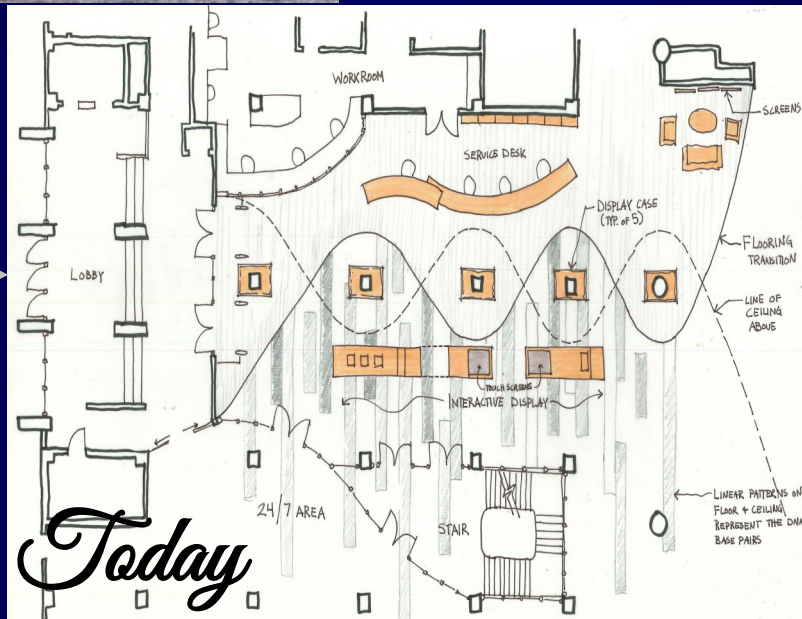 WORKROOM
SCREENS
SERVICE DESK
DISPLAY CASE
(TYP. OF 5)
FLOORING
TRANSITION
LOBBY
LINE OF
CEILING
ABOVE
TOUCH SCREENS
INTERACTIVE DISPLAY
LINEAR PATTERNS ON
FLOOR & CEILING
REPRESENT THE DNA
BASE PAIRS
24/7 AREA
STAIR
Today